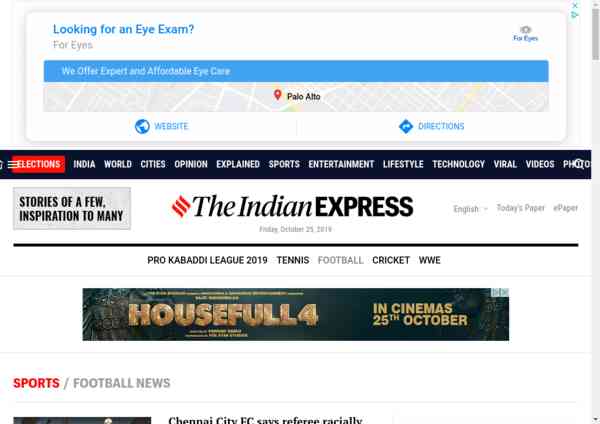 Looking for an Eye Exam?
For Eyes
For Eyes
We Offer Expert and Affordable Eye Care
Palo Alto
WEBSITE
DIRECTIONS
ELECTIONS INDIA WORLD CITIES OPINION EXPLAINED SPORTS ENTERTAINMENT LIFESTYLE TECHNOLOGY VIRAL VIDEOS PHOTOS
STORIES OF A FEW,
INSPIRATION TO MANY
The Indian EXPRESS
Friday, October 25, 2019
English Today's Paper ePaper
PRO KABADDI LEAGUE 2019 TENNIS FOOTBALL CRICKET WWE
HOUSEFULL4
IN CINEMAS
25TH OCTOBER
SPORTS / FOOTBALL NEWS
Chennai City FC says referee racially